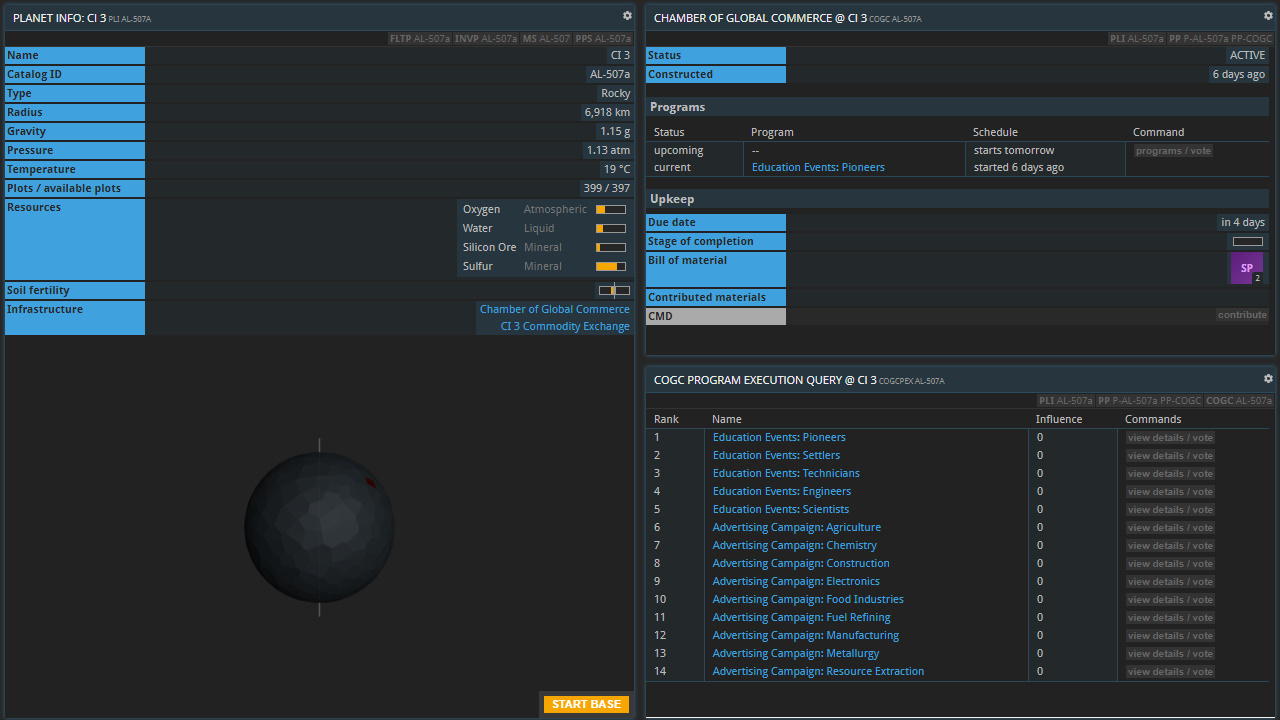 PLANET INFO: CI 3 PLI AL-507A
FLTP AL-507a INVP AL-507a MS AL-507 PPS AL-507a
Name CI 3
Catalog ID AL-507a
Type Rocky
Radius 6,918 km
Gravity 1.15 g
Pressure 1.13 atm
Temperature 19 °C
Plots / available plots 399 / 397
Resources
Oxygen Atmospheric
Water Liquid
Silicon Ore Mineral
Sulfur Mineral
Soil fertility
Infrastructure Chamber of Global Commerce
CI 3 Commodity Exchange
START BASE
CHAMBER OF GLOBAL COMMERCE @ CI 3 COGC AL-507A
PLI AL-507a PP P-AL-507a PP-COGC
Status ACTIVE
Constructed 6 days ago
Programs
Status Program Schedule Command
upcoming -- starts tomorrow programs / vote
current Education Events: Pioneers started 6 days ago
Upkeep
Due date in 4 days
Stage of completion
Bill of material SP
2
Contributed materials
CMD contribute
COGC PROGRAM EXECUTION QUERY @ CI 3 COGCPEX AL-507A
PLI AL-507a PP P-AL-507a PP-COGC COGC AL-507a
Rank Name Influence Commands
1 Education Events: Pioneers 0 view details / vote
2 Education Events: Settlers 0 view details / vote
3 Education Events: Technicians 0 view details / vote
4 Education Events: Engineers 0 view details / vote
5 Education Events: Scientists 0 view details / vote
6 Advertising Campaign: Agriculture 0 view details / vote
7 Advertising Campaign: Chemistry 0 view details / vote
8 Advertising Campaign: Construction 0 view details / vote
9 Advertising Campaign: Electronics 0 view details / vote
10 Advertising Campaign: Food Industries 0 view details / vote
11 Advertising Campaign: Fuel Refining 0 view details / vote
12 Advertising Campaign: Manufacturing 0 view details / vote
13 Advertising Campaign: Metallurgy 0 view details / vote
14 Advertising Campaign: Resource Extraction 0 view details / vote